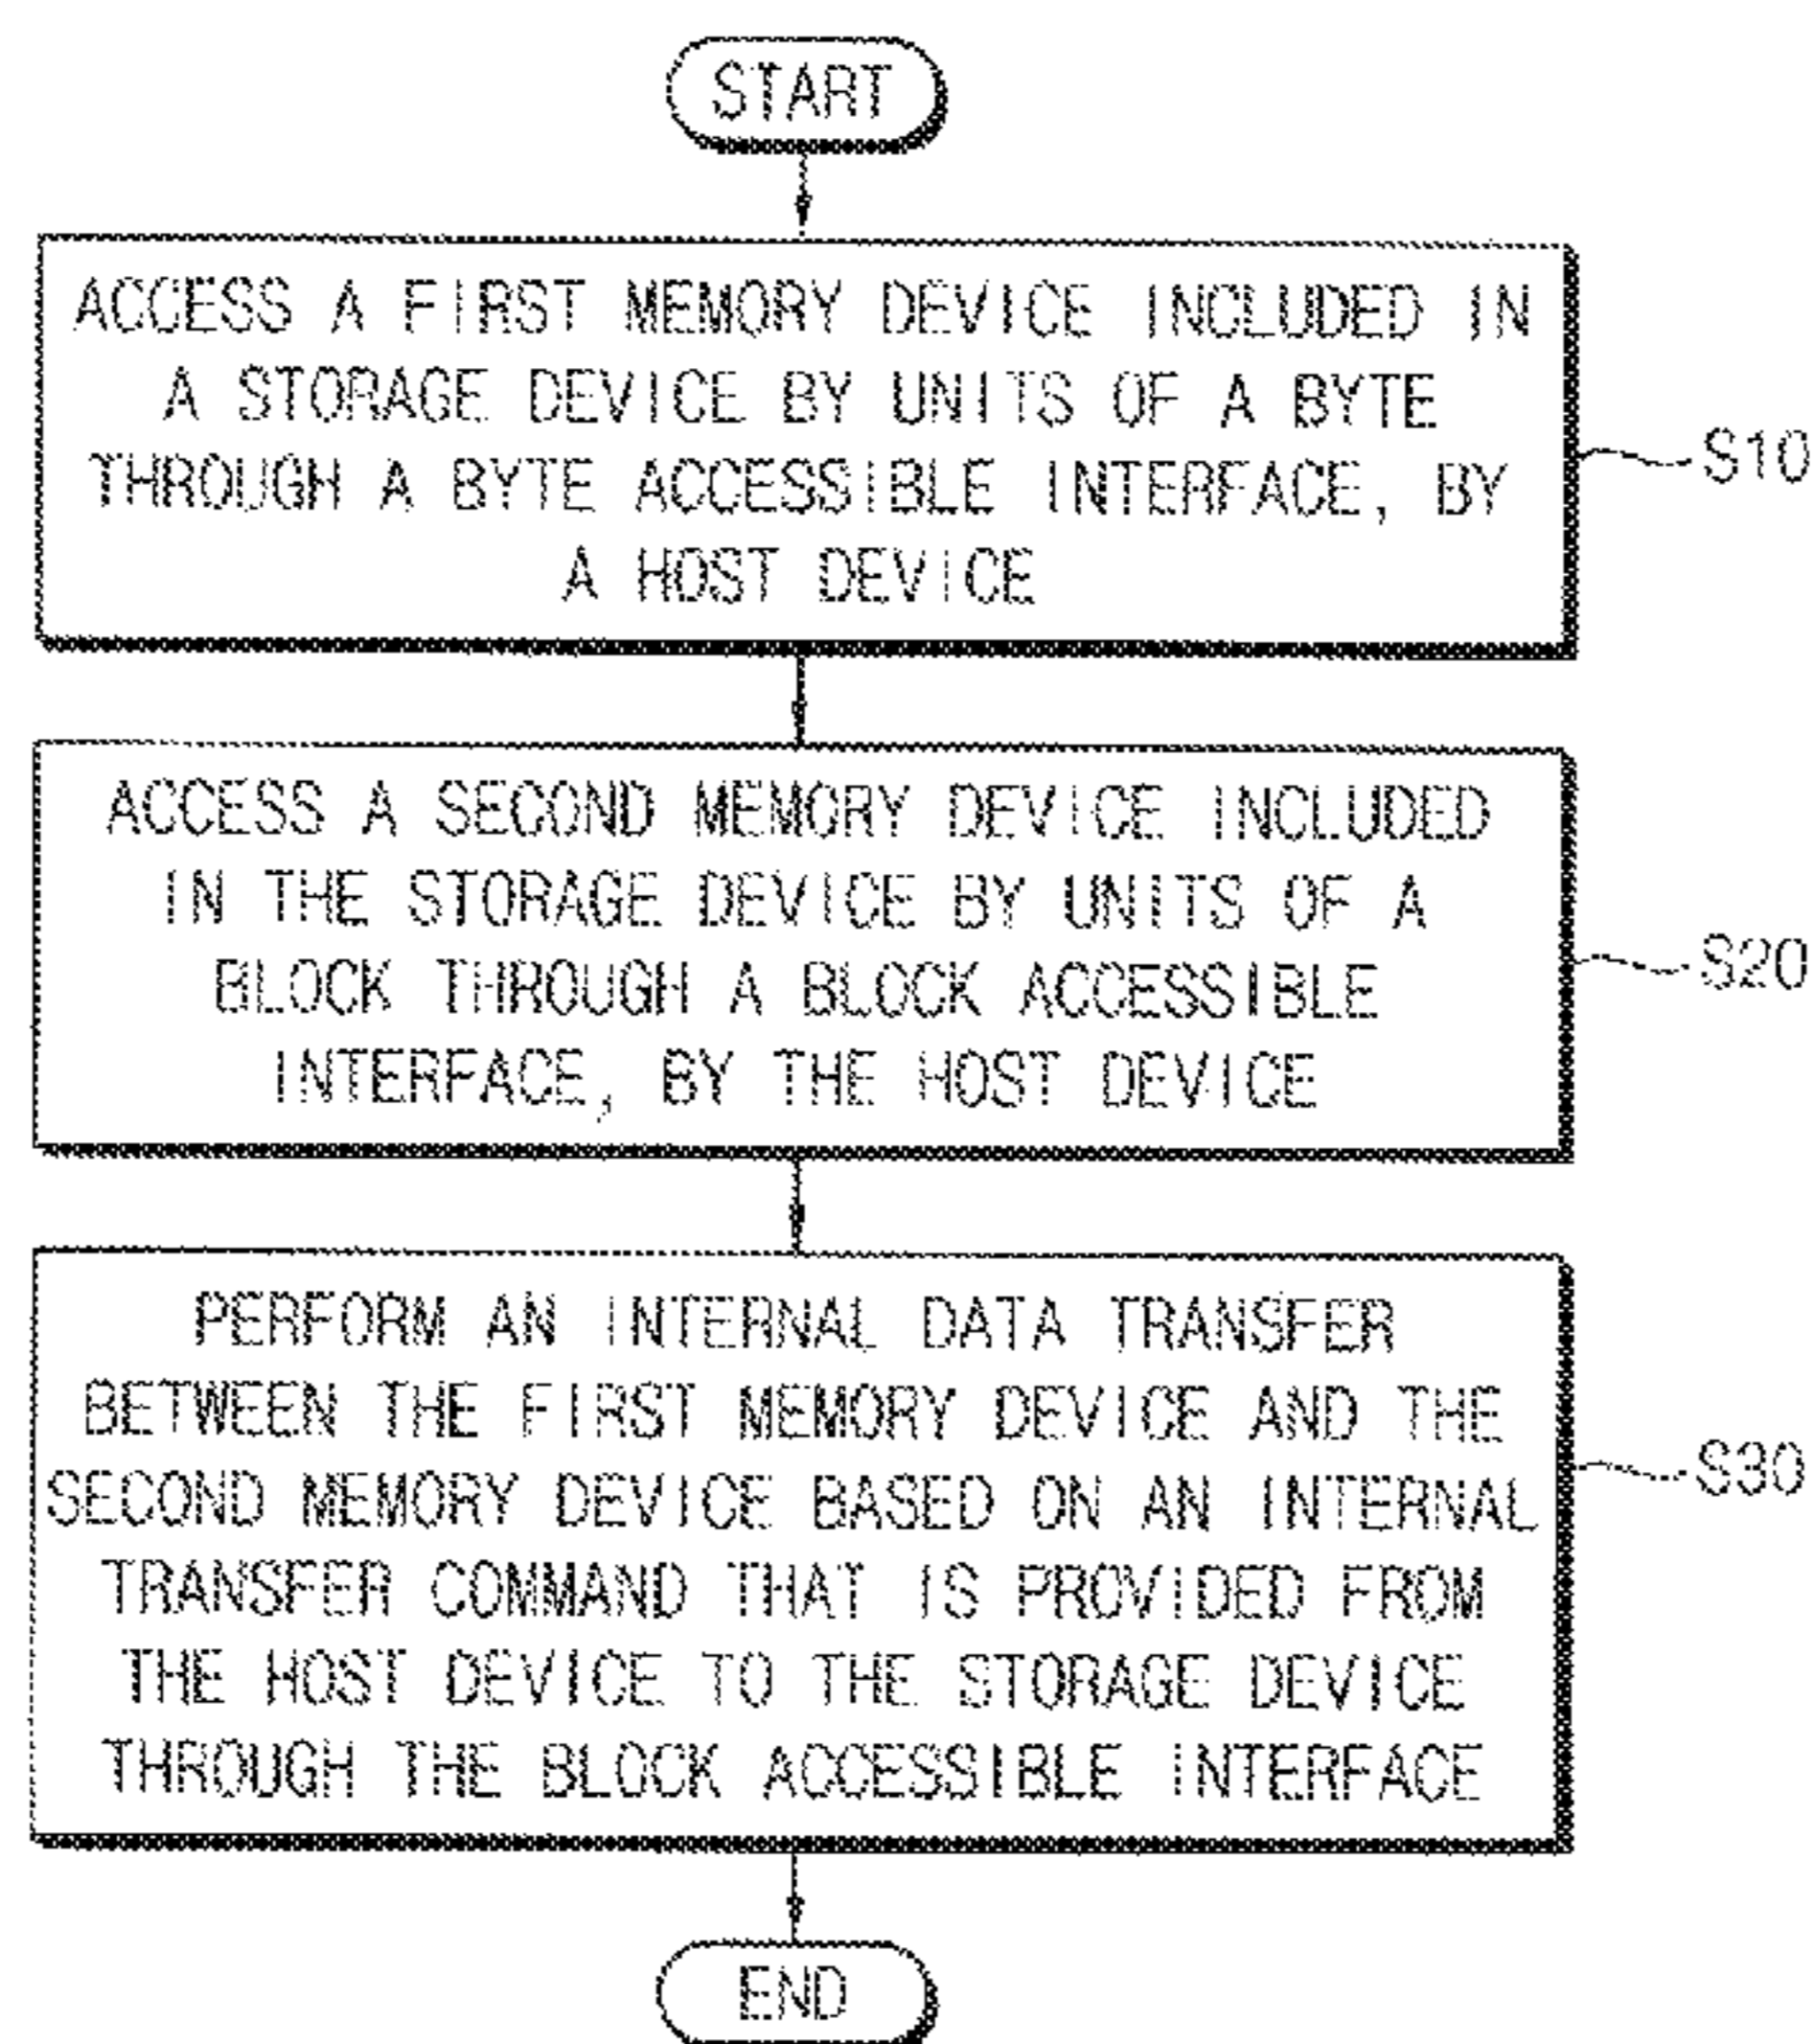 START
ACCESS A FIRST MEMORY DEVICE INCLUDED IN
A STORAGE DEVICE BY UNITS OF A BYTE
THROUGH A BYTE ACCESSIBLE INTERFACE, BY
A HOST DEVICE
S10
ACCESS A SECOND MEMORY DEVICE INCLUDED
IN THE STORAGE DEVICE BY UNITS OF A
BLOCK THROUGH A BLOCK ACCESSIBLE
INTERFACE, BY THE HOST DEVICE
S20
PERFORM AN INTERNAL DATA TRANSFER
BETWEEN THE FIRST MEMORY DEVICE AND THE
SECOND MEMORY DEVICE BASED ON AN INTERNAL
TRANSFER COMMAND THAT IS PROVIDED FROM
THE HOST DEVICE TO THE STORAGE DEVICE
THROUGH THE BLOCK ACCESSIBLE INTERFACE
S30
END